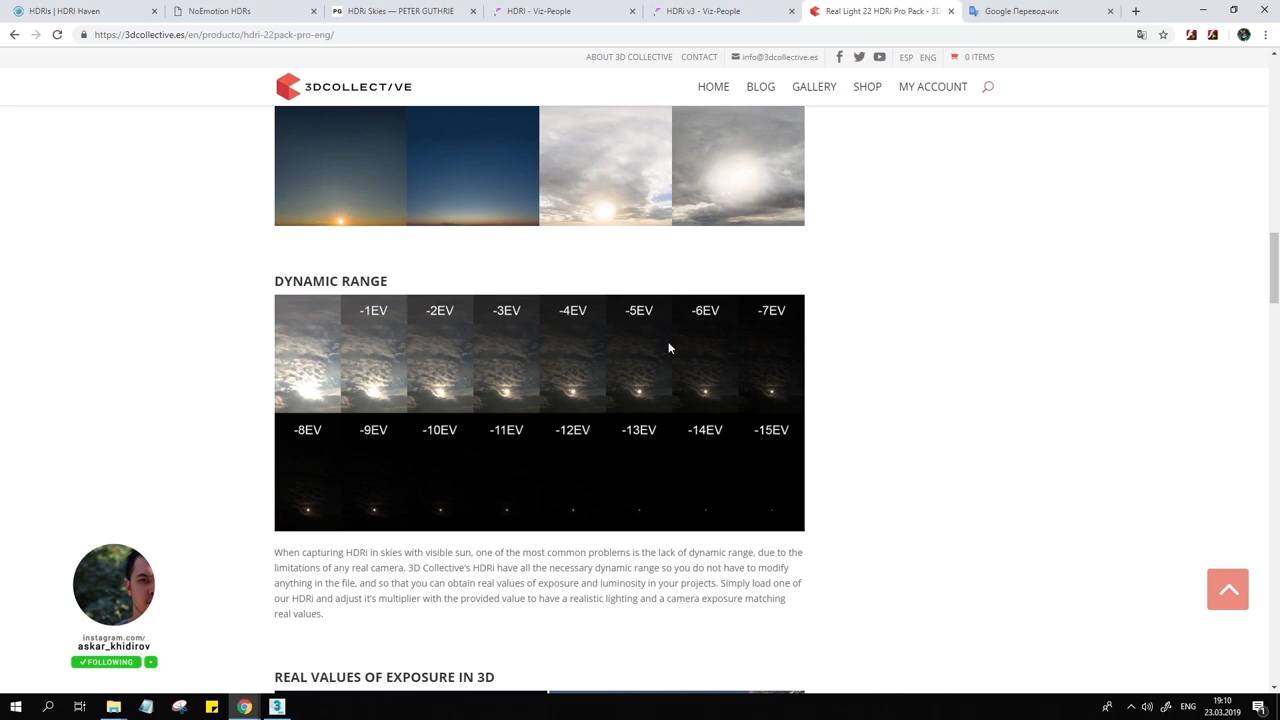 HDRIs | HDRI Haven
NoEmotion HDRs
PG
HDRi Skies — PETER GUTHRIE
HDRI - Viz-People
HDRi v3 - Viz-People
Real Light 22 HDRi Pro Pack - 3D
Google Переводчик
https://3dcollective.es/en/producto/hdri-22pack-pro-eng/
ABOUT 3D COLLECTIVE CONTACT info@3dcollective.es ESP ENG 0 ITEMS
3DCOLLECT/VE
HOME BLOG GALLERY SHOP MY ACCOUNT
DYNAMIC RANGE
-1EV -2EV -3EV -4EV -5EV -6EV -7EV
-8EV -9EV -10EV -11EV -12EV -13EV -14EV -15EV
When capturing HDRi in skies with visible sun, one of the most common problems is the lack of dynamic range, due to the
limitations of any real camera. 3D Collective's HDRi have all the necessary dynamic range so you do not have to modify
anything in the file, and so that you can obtain real values of exposure and luminosity in your projects. Simply load one of
our HDRi and adjust it's multiplier with the provided value to have a realistic lighting and a camera exposure matching
real values.
instagram.com/
askar_khidirov
FOLLOWING
REAL VALUES OF EXPOSURE IN 3D
ENG
19:10
23.03.2019